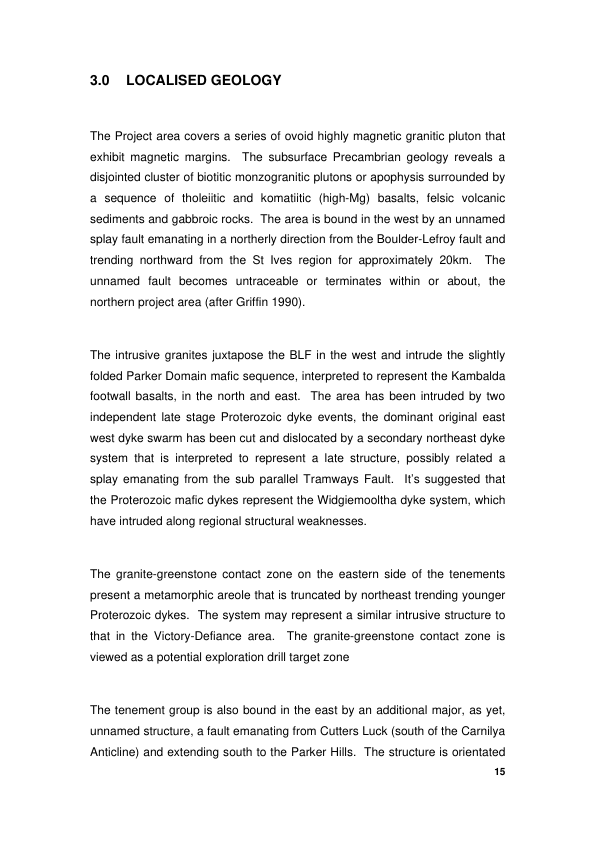 3.0 LOCALISED GEOLOGY
The Project area covers a series of ovoid highly magnetic granitic pluton that
exhibit magnetic margins. The subsurface Precambrian geology reveals a
disjointed cluster of biotitic monzogranitic plutons or apophysis surrounded by
a sequence of tholeiitic and komatiitic (high-Mg) basalts, felsic volcanic
sediments and gabbroic rocks. The area is bound in the west by an unnamed
splay fault emanating in a northerly direction from the Boulder-Lefroy fault and
trending northward from the St Ives region for approximately 20km. The
unnamed fault becomes untraceable or terminates within or about, the
northern project area (after Griffin 1990).
The intrusive granites juxtapose the BLF in the west and intrude the slightly
folded Parker Domain mafic sequence, interpreted to represent the Kambalda
footwall basalts, in the north and east. The area has been intruded by two
independent late stage Proterozoic dyke events, the dominant original east
west dyke swarm has been cut and dislocated by a secondary northeast dyke
system that is interpreted to represent a late structure, possibly related a
splay emanating from the sub parallel Tramways Fault. It's suggested that
the Proterozoic mafic dykes represent the Widgiemooltha dyke system, which
have intruded along regional structural weaknesses.
The granite-greenstone contact zone on the eastern side of the tenements
present a metamorphic areole that is truncated by northeast trending younger
Proterozoic dykes. The system may represent a similar intrusive structure to
that in the Victory-Defiance area. The granite-greenstone contact zone is
viewed as a potential exploration drill target zone
The tenement group is also bound in the east by an additional major, as yet,
unnamed structure, a fault emanating from Cutters Luck (south of the Carnilya
Anticline) and extending south to the Parker Hills. The structure is orientated
15